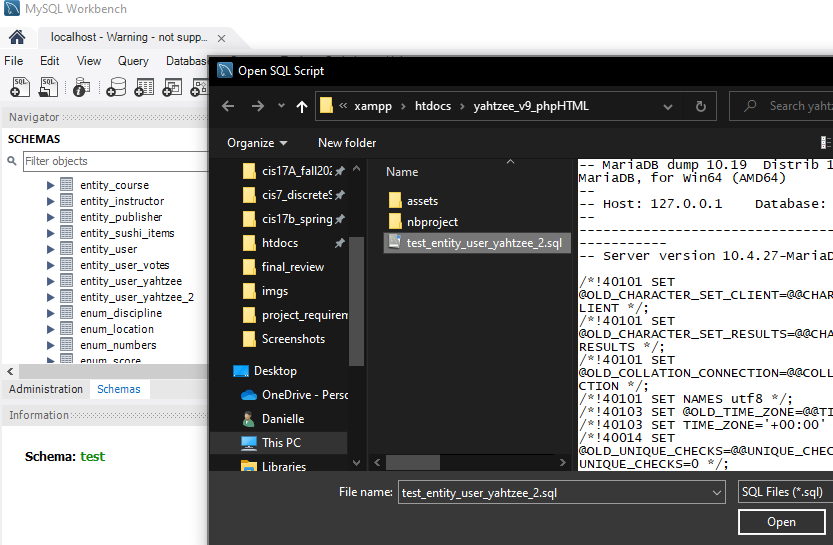 MySQL Workbench
localhost - Warning - not supp...
File Edit View Query Database
Open SQL Script
« xampp htdocs yahtzee_v9_phpHTML
Search yahtz
Navigator
SCHEMAS
Filter objects
entity_course
entity_instructor
entity_publisher
entity_sushi_items
entity_user
entity_user_votes
entity_user_yahtzee
entity_user_yahtzee_2
enum_discipline
enum_location
enum_numbers
enum_score
Administration Schemas
Information
Schema: test
Organize New folder
cis17A_fall202
cis7_discreteS
cis17b_spring
htdocs
final_review
imgs
project_requirem
Screenshots
Desktop
OneDrive - Perso
Danielle
This PC
Libraries
Name
assets
nbproject
test_entity_user_yahtzee_2.sql
-- MariaDB dump 10.19 Distrib 1
MariaDB, for Win64 (AMD64)
--
-- Host: 127.0.0.1 Database:
--
-----------------------------------
-----------
-- Server version 10.4.27-MariaD
/*!40101 SET
@OLD_CHARACTER_SET_CLIENT=@@CHA
LIENT */;
/*!40101 SET
@OLD_CHARACTER_SET_RESULTS=@@CHA
RESULTS */;
/*!40101 SET
@OLD_COLLATION_CONNECTION=@@COLL
CTION */;
/*!40101 SET NAMES utf8 */;
/*!40103 SET @OLD_TIME_ZONE=@@TI
/*!40103 SET TIME_ZONE='+00:00'
/*!40014 SET
@OLD_UNIQUE_CHECKS=@@UNIQUE_CHEC
UNIQUE_CHECKS=0 */;
File name: test_entity_user_yahtzee_2.sql
SQL Files (*.sql)
Open